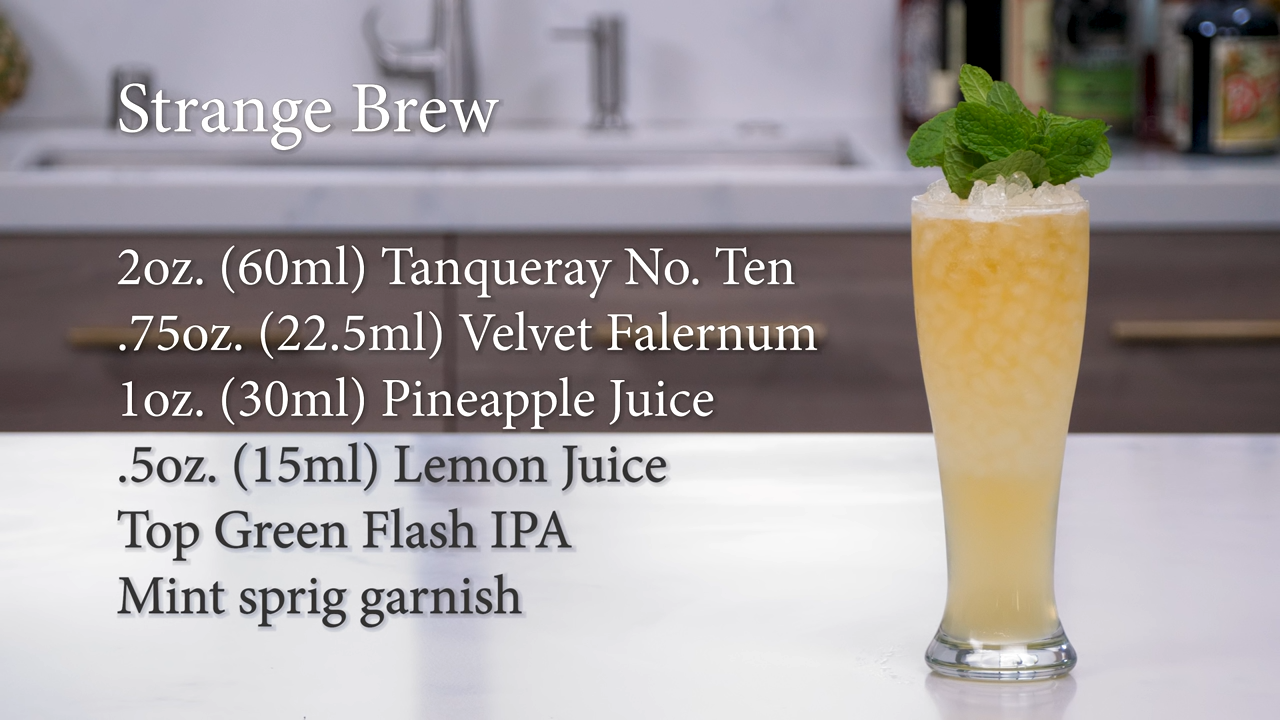 Strange Brew
2oz. (60ml) Tanqueray No. Ten
.75oz. (22.5ml) Velvet Falernum
1oz. (30ml) Pineapple Juice
.5oz. (15ml) Lemon Juice
Top Green Flash IPA
Mint sprig garnish